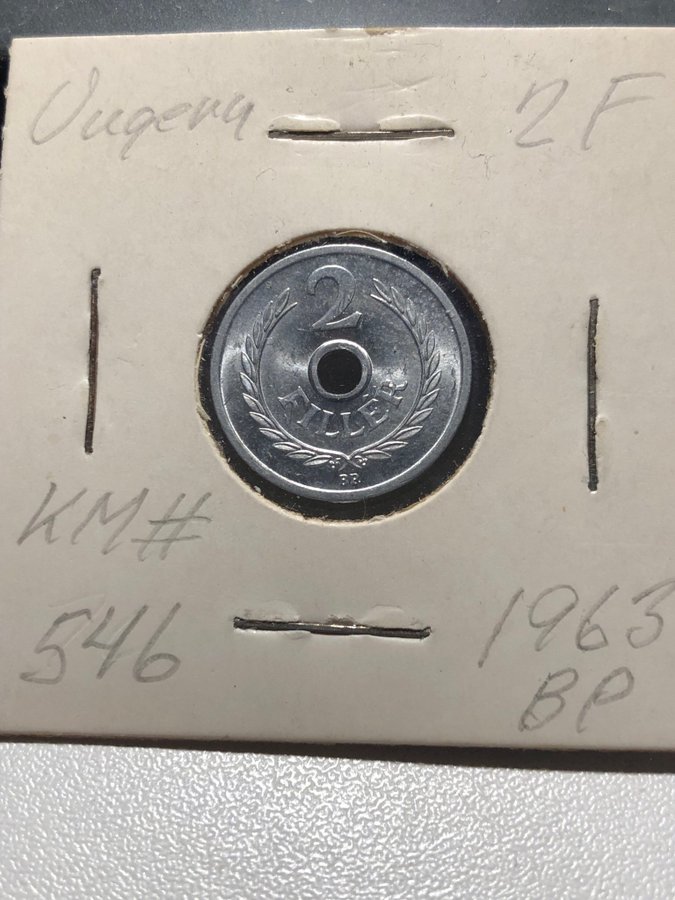 Ungern 2 F
2
FILLÉR
BP.
KM#
546
1963
BP